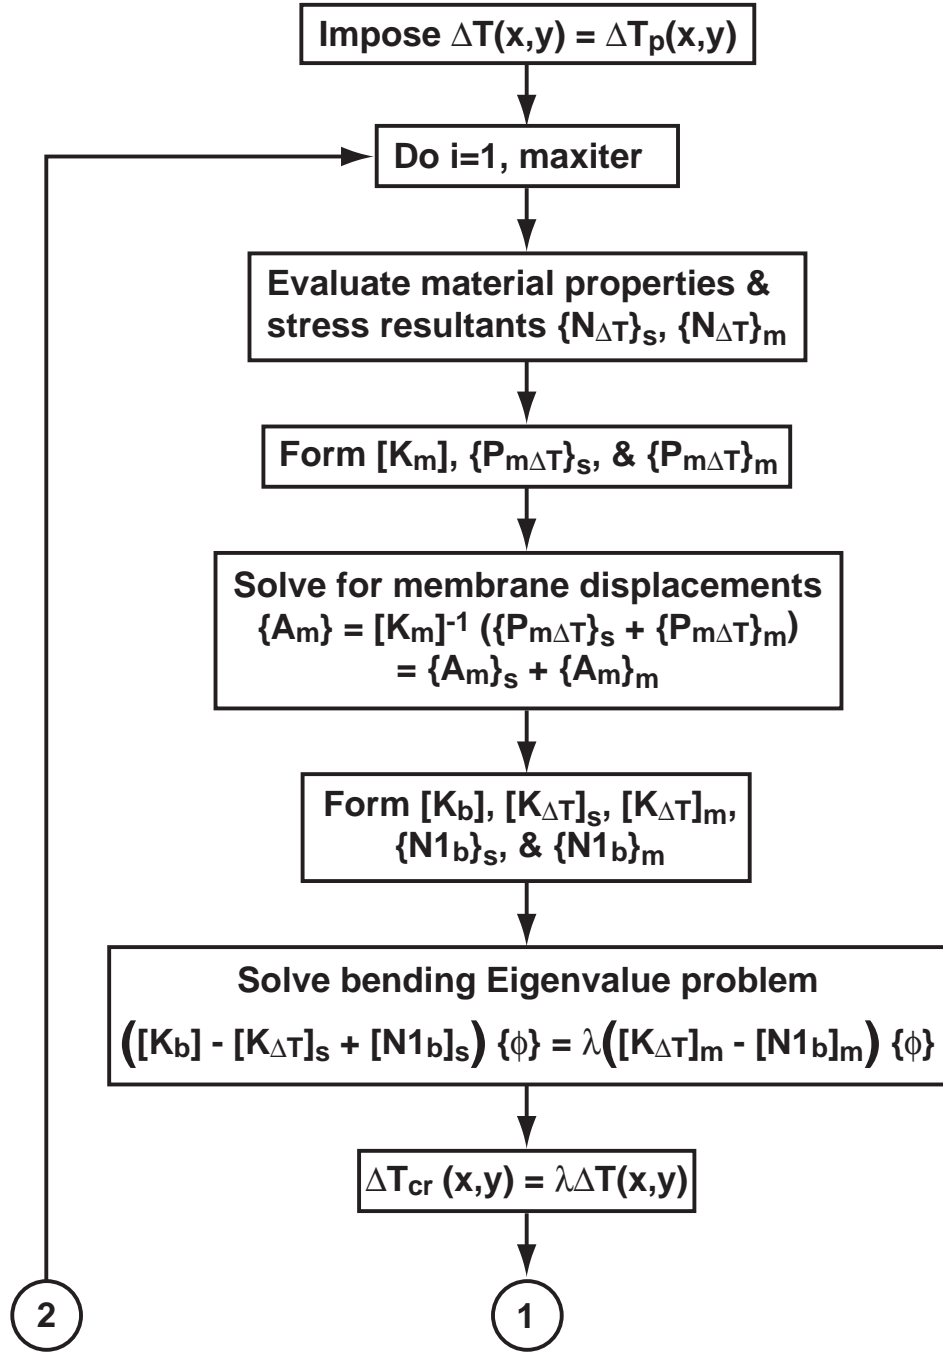 Impose ΔT(x,y) = ΔTp(x,y)
Do i=1, maxiter
Evaluate material properties &
stress resultants {NΔT}s, {NΔT}m
Form [Km], {PmΔT}s, & {PmΔT}m
Solve for membrane displacements
{Am} = [Km]-1 ({PmΔT}s + {PmΔT}m)
= {Am}s + {Am}m
Form [Kb], [KΔT]s, [KΔT]m,
{N1b}s, & {N1b}m
Solve bending Eigenvalue problem
([Kb] - [KΔT]s + [N1b]s) {ϕ} = λ([KΔT]m - [N1b]m) {ϕ}
ΔTcr (x,y) = λΔT(x,y)
2
1